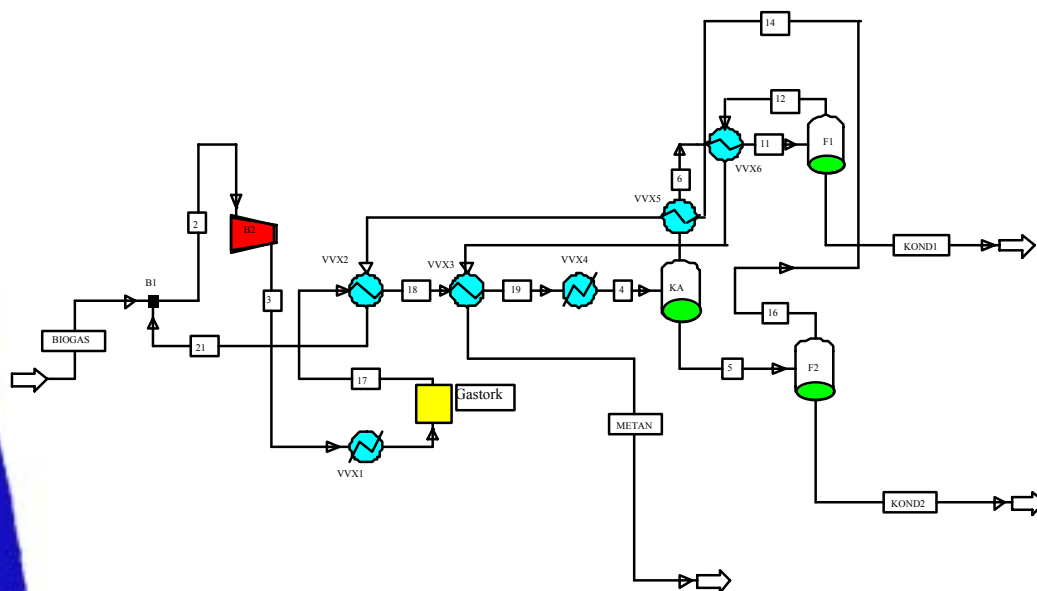 14
12
F1
11
VVX6
6
VVX5
2
B2
KOND1
VVX2
VVX3
VVX4
B1
3
18
19
4
KA
16
BIOGAS
21
5
F2
17
Gastork
METAN
VVX1
KOND2